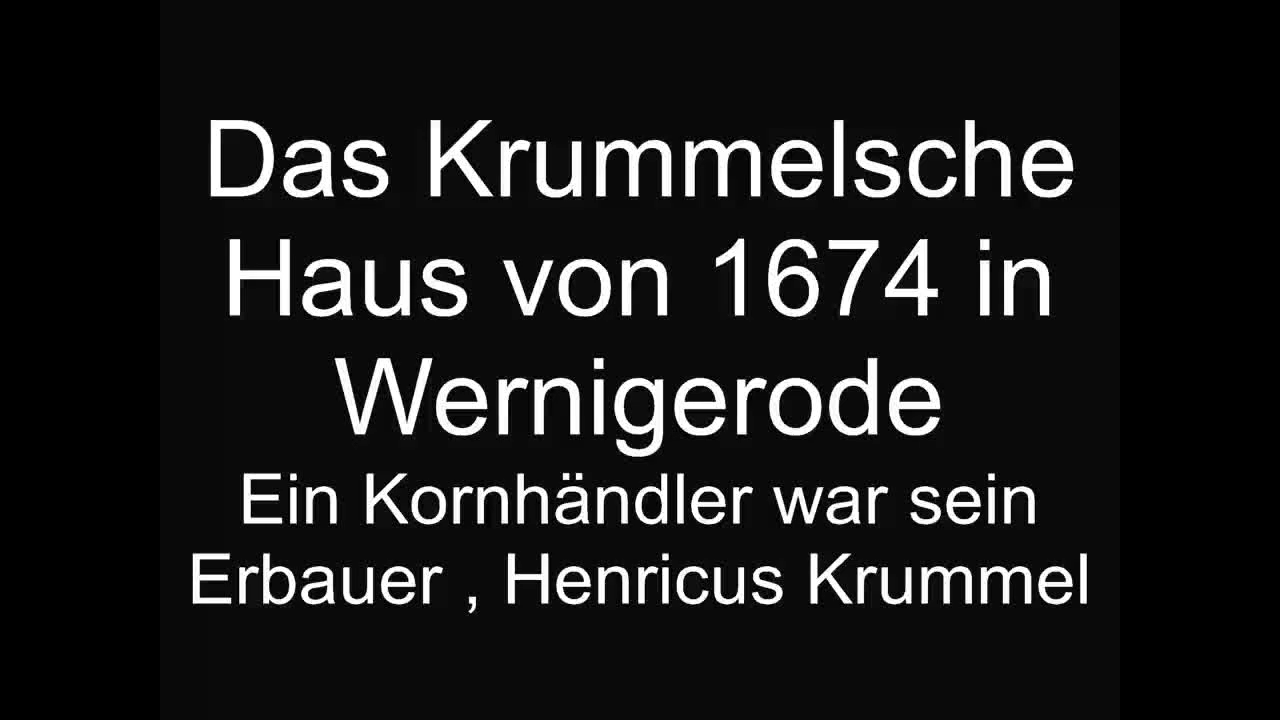 Das Krummelsche
Haus von 1674 in
Wernigerode
Ein Kornhändler war sein
Erbauer , Henricus Krummel